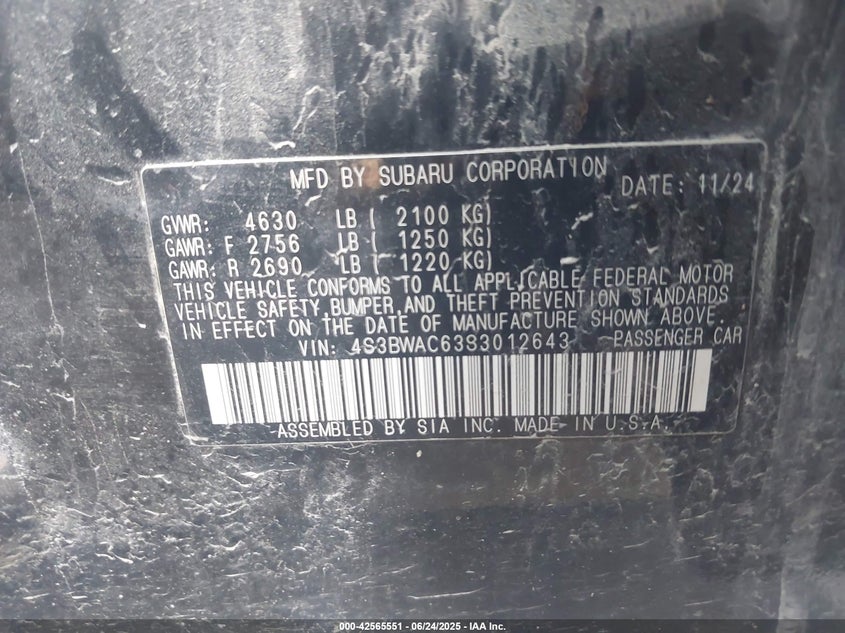 MFD BY SUBARU CORPORATION DATE: 11/24
GVWR: 4630 LB ( 2100 KG)
GAWR: F 2756 LB ( 1250 KG)
GAWR: R 2690 LB ( 1220 KG)
THIS VEHICLE CONFORMS TO ALL APPLICABLE FEDERAL MOTOR
VEHICLE SAFETY, BUMPER, AND THEFT PREVENTION STANDARDS
IN EFFECT ON THE DATE OF MANUFACTURE SHOWN ABOVE.
VIN: 4S3BWAC63S3012643 PASSENGER CAR
ASSEMBLED BY SIA INC. MADE IN U.S.A.
000-42565551 - 06/24/2025 - IAA Inc.